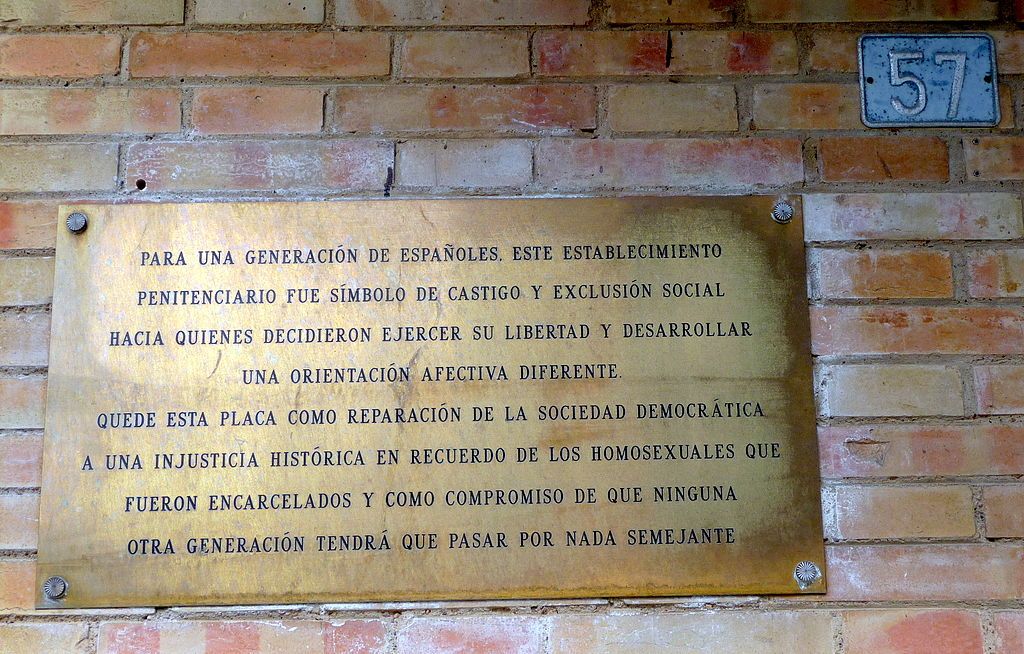 57
PARA UNA GENERACIÓN DE ESPAÑOLES. ESTE ESTABLECIMIENTO
PENITENCIARIO FUE SÍMBOLO DE CASTIGO Y EXCLUSIÓN SOCIAL
HACIA QUIENES DECIDIERON EJERCER SU LIBERTAD Y DESARROLLAR
UNA ORIENTACIÓN AFECTIVA DIFERENTE.
QUEDE ESTA PLACA COMO REPARACIÓN DE LA SOCIEDAD DEMOCRÁTICA
A UNA INJUSTICIA HISTÓRICA EN RECUERDO DE LOS HOMOSEXUALES QUE
FUERON ENCARCELADOS Y COMO COMPROMISO DE QUE NINGUNA
OTRA GENERACIÓN TENDRÁ QUE PASAR POR NADA SEMEJANTE